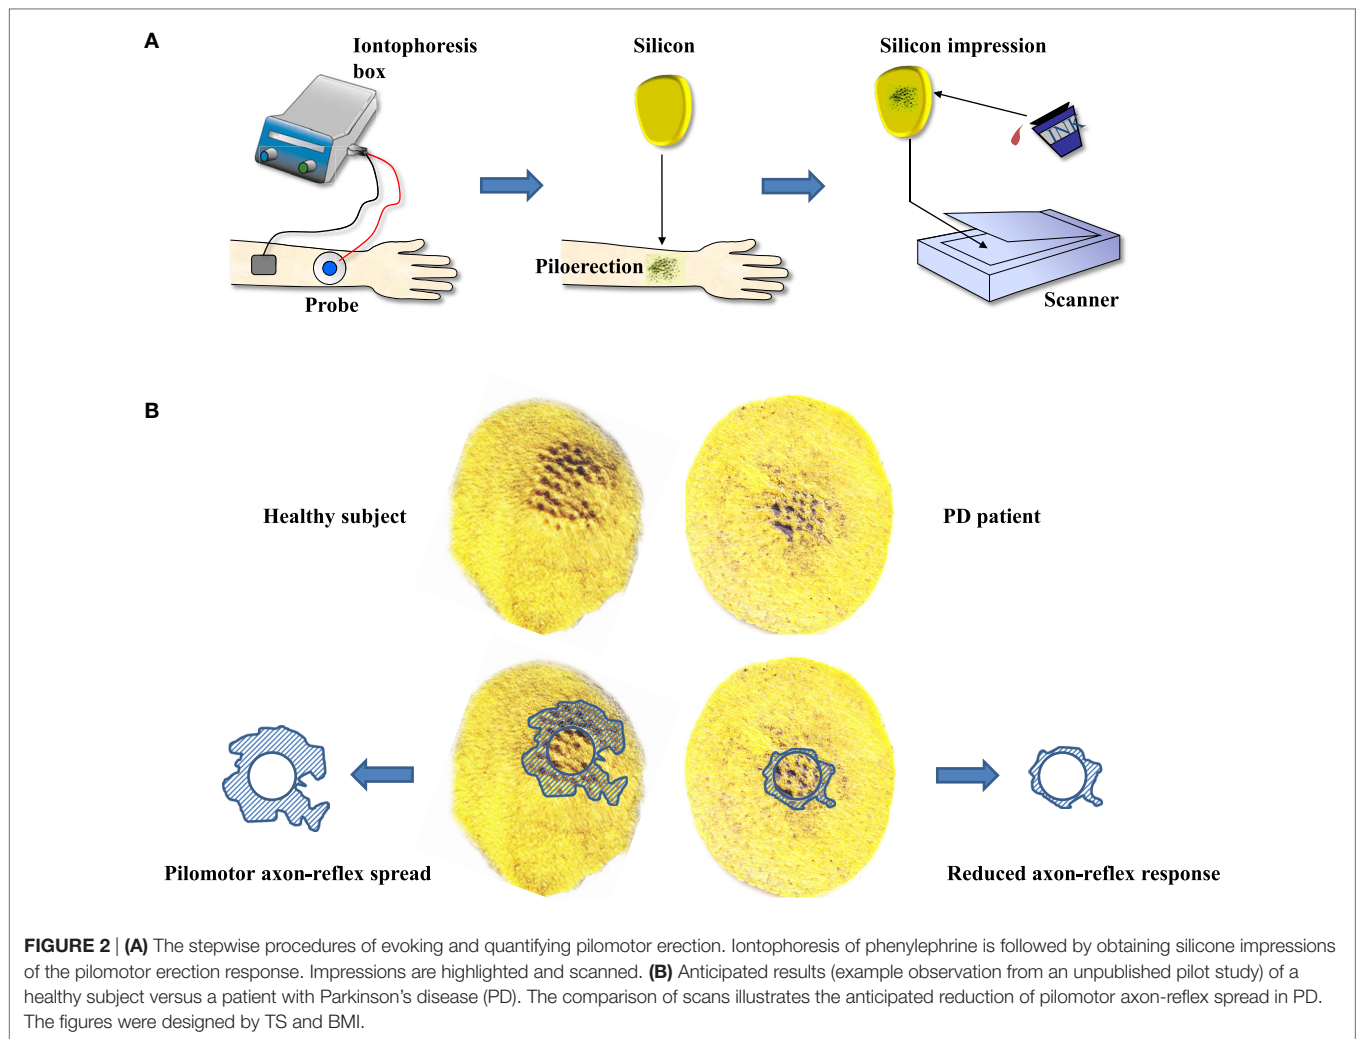 A
Iontophoresis
box
Silicon
Silicon impression
INK
Piloerection
Probe
Scanner
B
Healthy subject
PD patient
Pilomotor axon-reflex spread
Reduced axon-reflex response
FIGURE 2 | (A) The stepwise procedures of evoking and quantifying pilomotor erection. Iontophoresis of phenylephrine is followed by obtaining silicone impressions
of the pilomotor erection response. Impressions are highlighted and scanned. (B) Anticipated results (example observation from an unpublished pilot study) of a
healthy subject versus a patient with Parkinson's disease (PD). The comparison of scans illustrates the anticipated reduction of pilomotor axon-reflex spread in PD.
The figures were designed by TS and BMI.